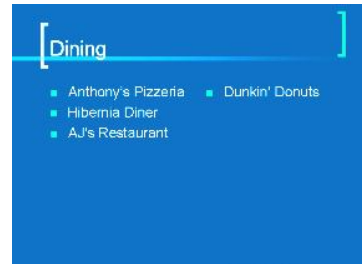 Dining
Anthony's Pizzeria
Hibernia Diner
AJ's Restaurant
Dunkin' Donuts